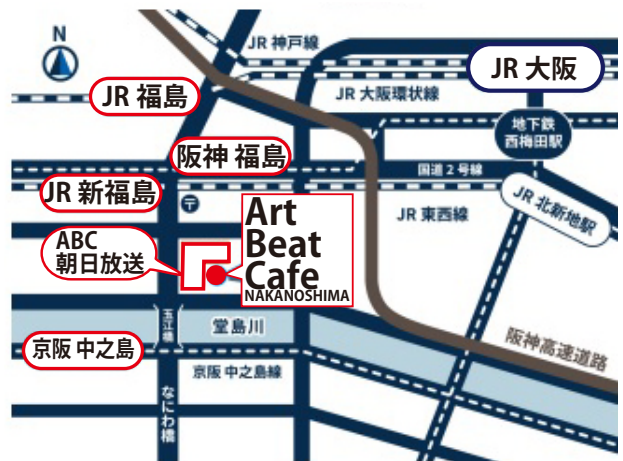 N
JR 神戸線
JR 大阪
JR 福島
JR 大阪環状線
地下鉄
西梅田駅
阪神 福島
国道2号線
JR 新福島
〒
JR 北新地駅
Art
Beat
Cafe
NAKANOSHIMA
JR 東西線
ABC
朝日放送
玉江橋
堂島川
京阪 中之島
阪神高速道路
京阪 中之島線
なにわ橋